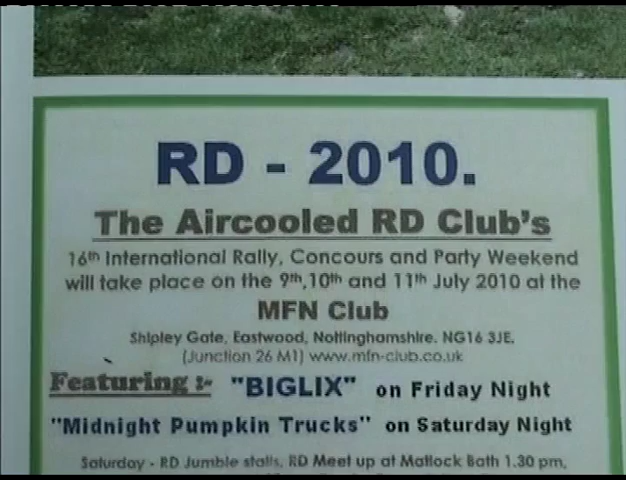 RD - 2010.
The Aircooled RD Club's
16th International Rally, Concours and Party Weekend
will take place on the 9th,10th and 11th July 2010 at the
MFN Club
Shipley Gate, Eastwood, Nottinghamshire. NG16 3JE.
(Junction 26 M1) www.mfn-club.co.uk
Featuring :- "BIGLIX" on Friday Night
"Midnight Pumpkin Trucks" on Saturday Night
Saturday - RD Jumble stalls, RD Meet up at Matlock Bath 1.30 pm,